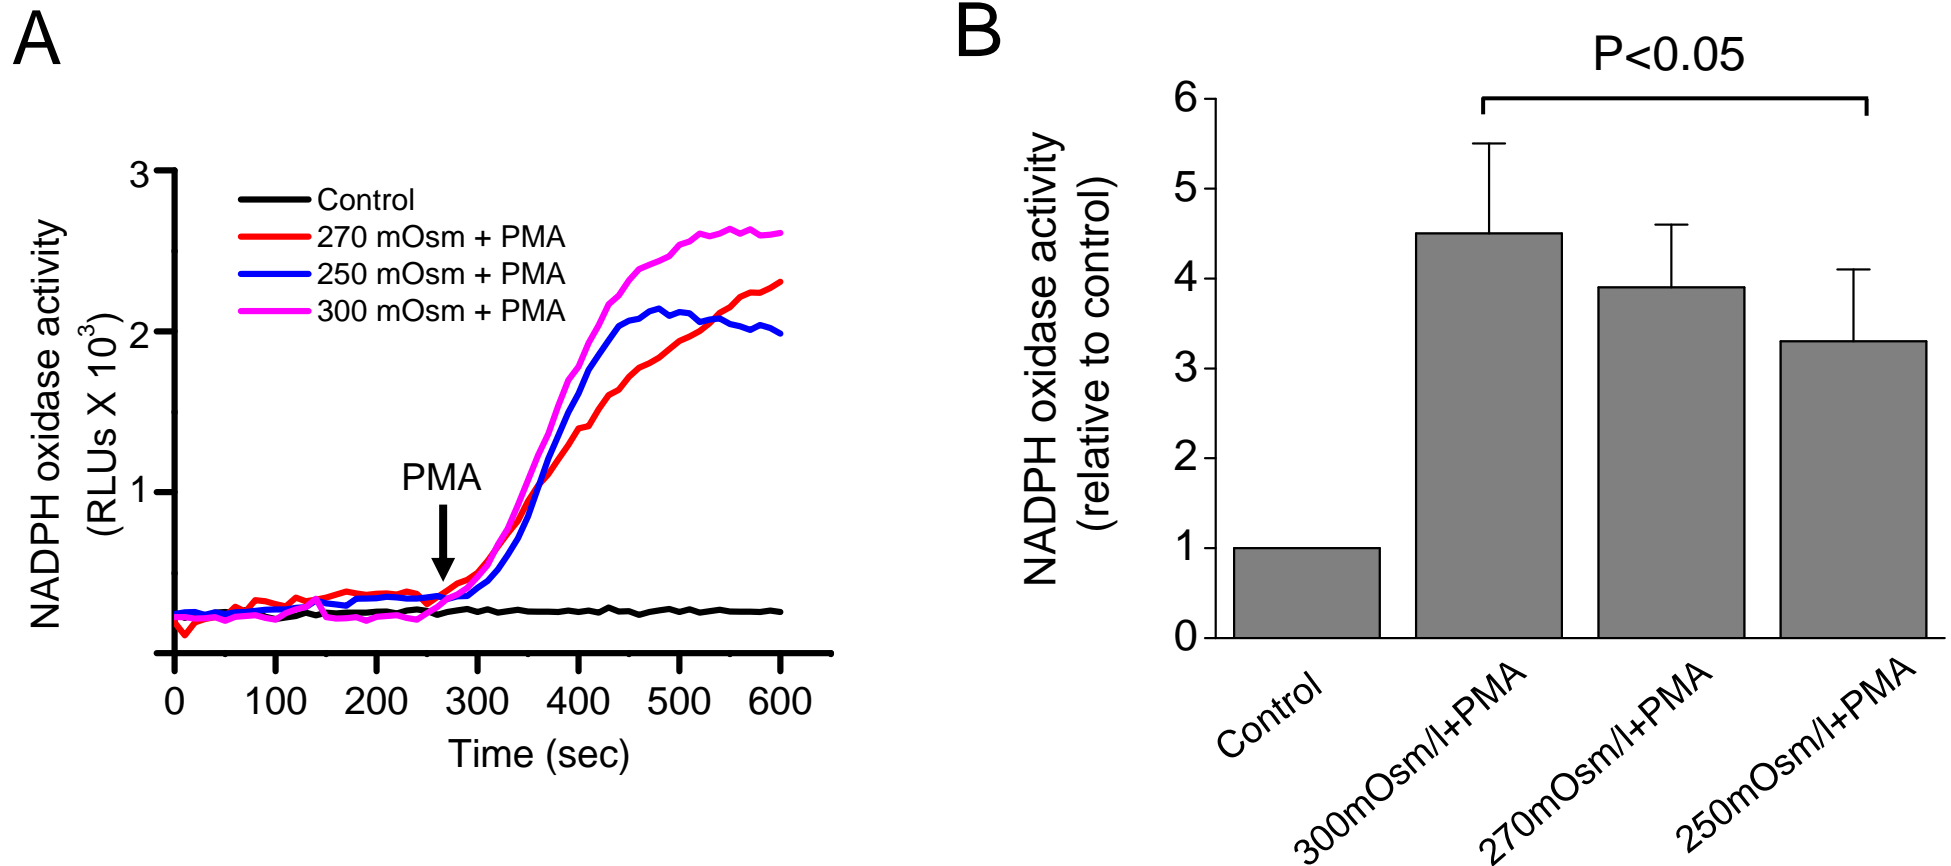 A
NADPH oxidase activity
(RLUs X 10³)
3
2
1
Control
270 mOsm + PMA
250 mOsm + PMA
300 mOsm + PMA
PMA
0 100 200 300 400 500 600
Time (sec)
B
P<0.05
NADPH oxidase activity
(relative to control)
6
5
4
3
2
1
0
Control
300mOsm/l+PMA
270mOsm/l+PMA
250mOsm/l+PMA